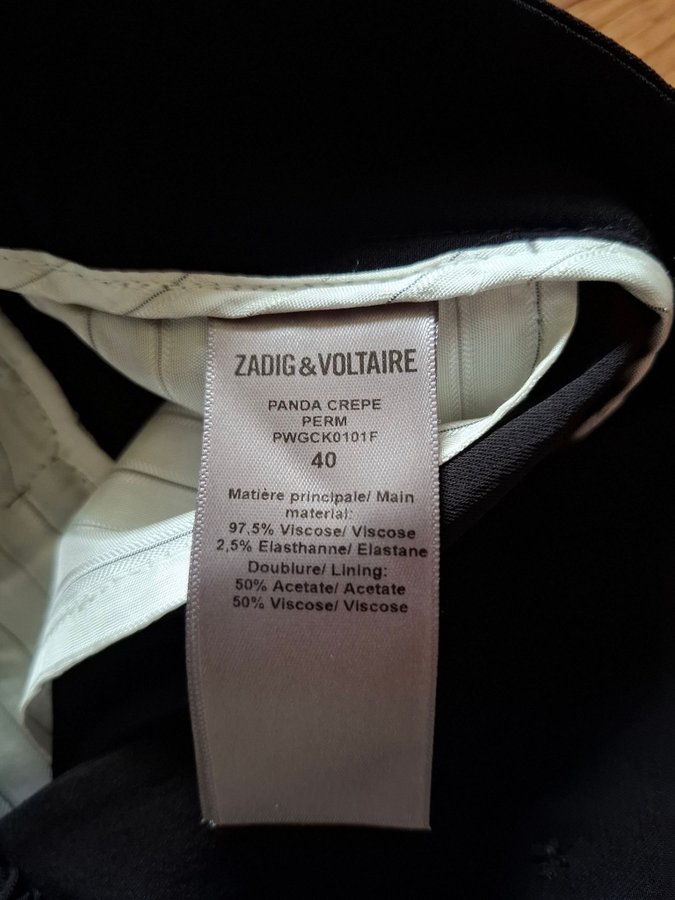 ZADIG&VOLTAIRE
PANDA CREPE
PERM
PWGCK0101F
40
Matière principale/ Main
material:
97,5% Viscose/ Viscose
2,5% Elasthanne/ Elastane
Doublure/ Lining:
50% Acetate/ Acetate
50% Viscose/ Viscose